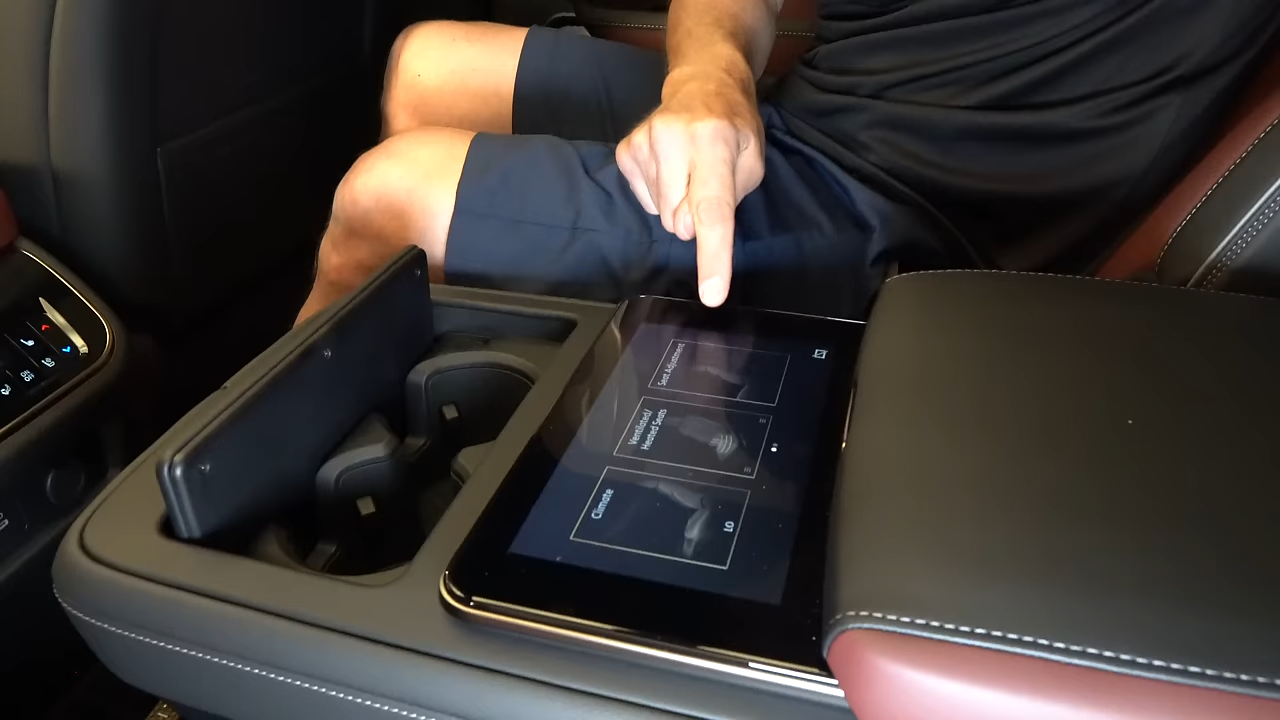 Seat Adjustment
Ventilated/
Heated Seats
Climate
LO